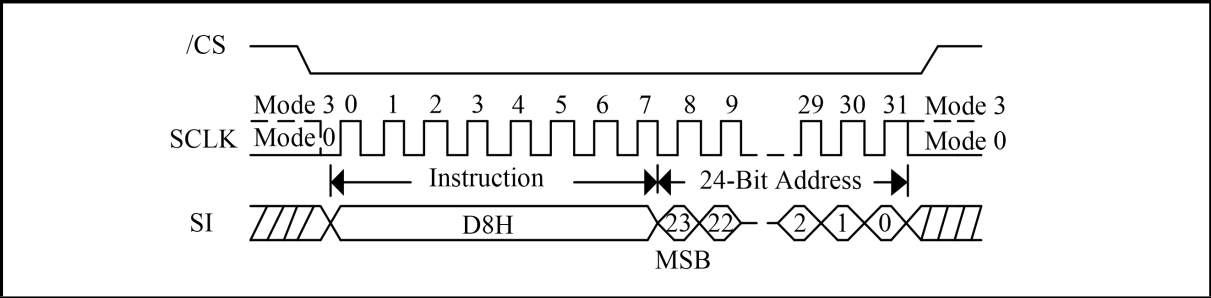 /CS
Mode 3 0 1 2 3 4 5 6 7 8 9 29 30 31 Mode 3
SCLK Mode 0 Mode 0
Instruction 24-Bit Address
SI D8H 23 22 2 1 0
MSB